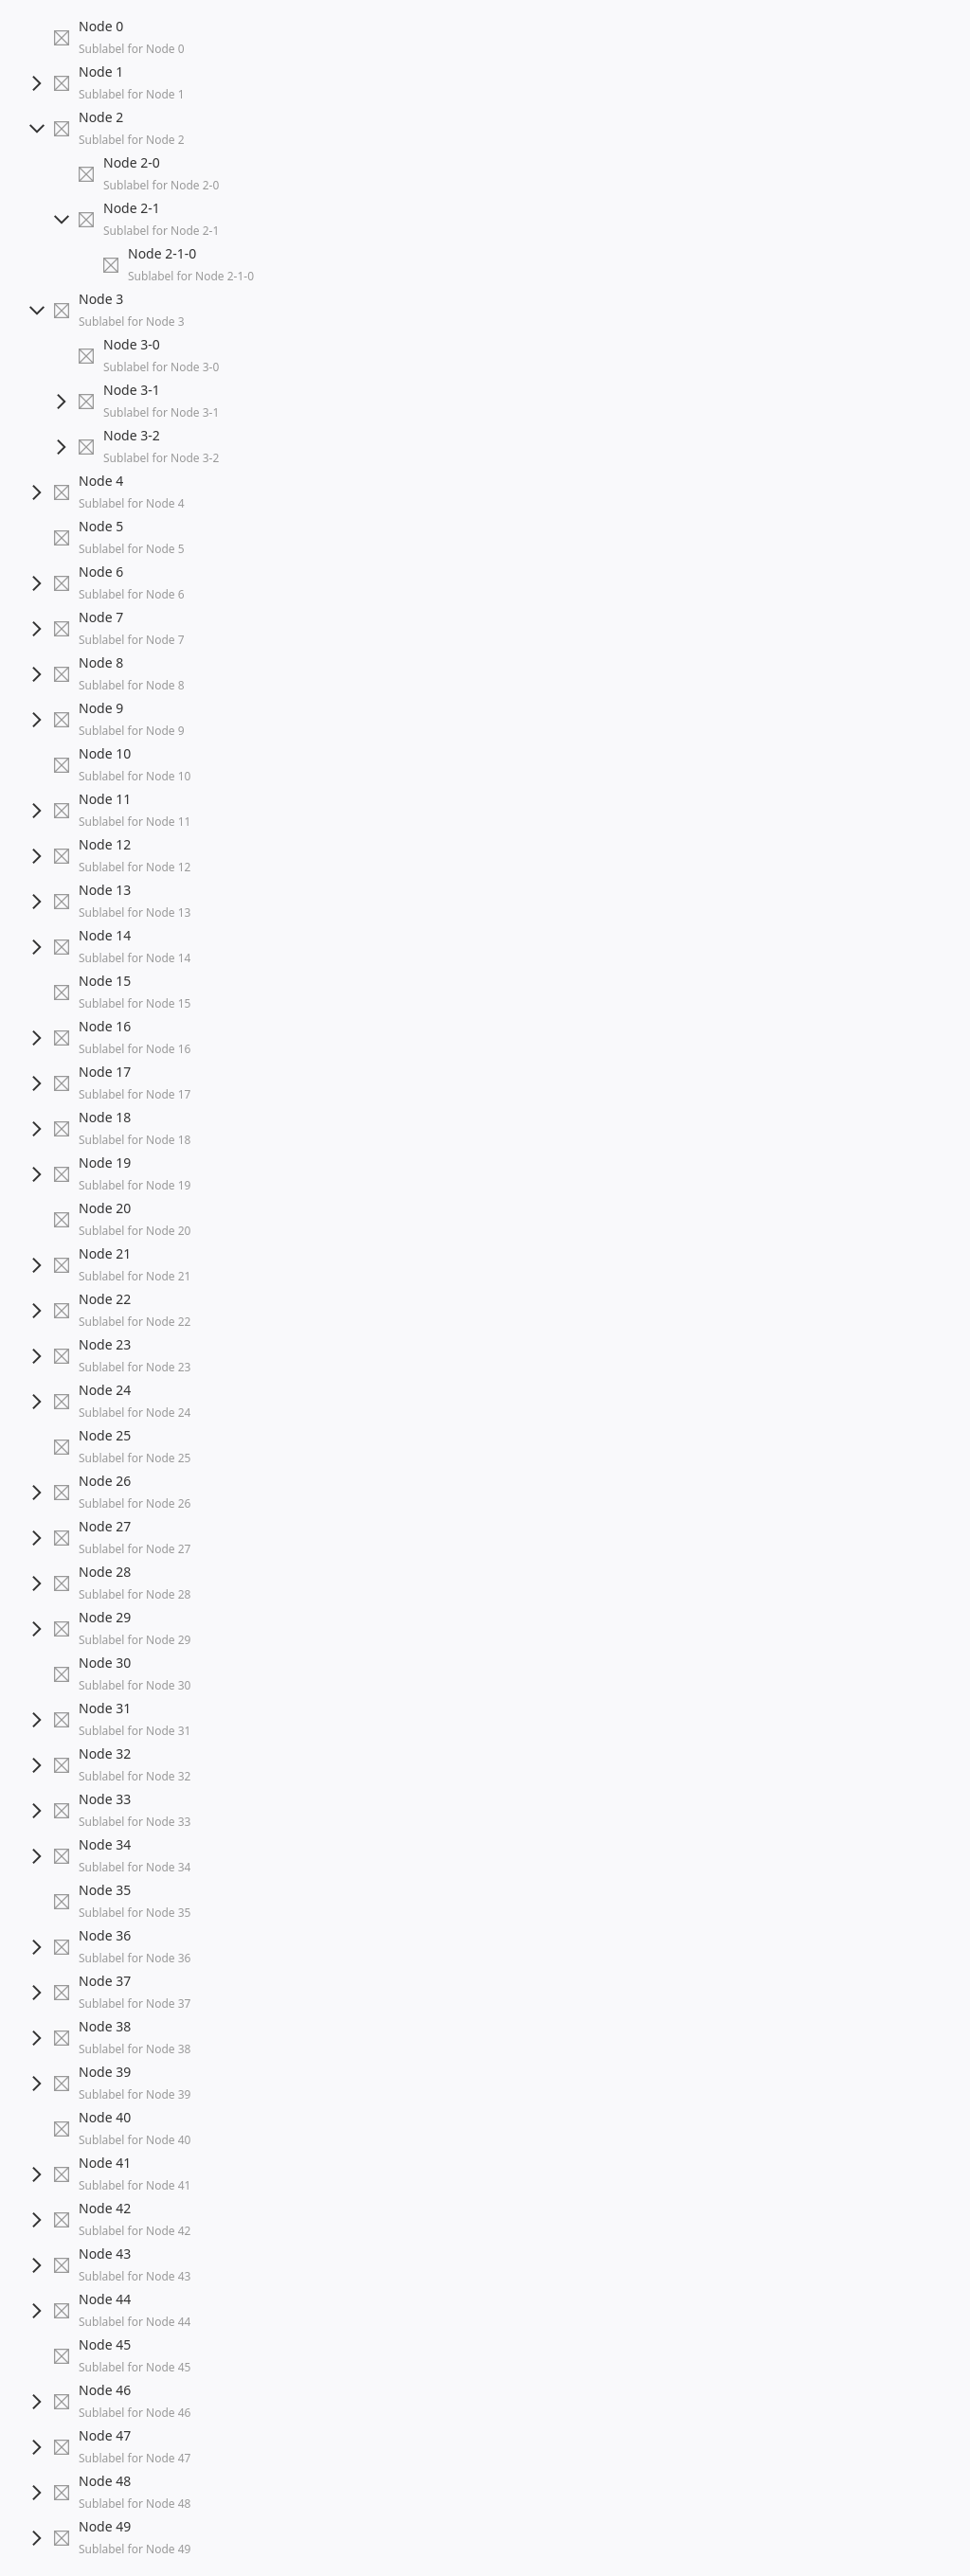 Node 0
Sublabel for Node 0
Node 1
Sublabel for Node 1
Node 2
Sublabel for Node 2
Node 2-0
Sublabel for Node 2-0
Node 2-1
Sublabel for Node 2-1
Node 2-1-0
Sublabel for Node 2-1-0
Node 3
Sublabel for Node 3
Node 3-0
Sublabel for Node 3-0
Node 3-1
Sublabel for Node 3-1
Node 3-2
Sublabel for Node 3-2
Node 4
Sublabel for Node 4
Node 5
Sublabel for Node 5
Node 6
Sublabel for Node 6
Node 7
Sublabel for Node 7
Node 8
Sublabel for Node 8
Node 9
Sublabel for Node 9
Node 10
Sublabel for Node 10
Node 11
Sublabel for Node 11
Node 12
Sublabel for Node 12
Node 13
Sublabel for Node 13
Node 14
Sublabel for Node 14
Node 15
Sublabel for Node 15
Node 16
Sublabel for Node 16
Node 17
Sublabel for Node 17
Node 18
Sublabel for Node 18
Node 19
Sublabel for Node 19
Node 20
Sublabel for Node 20
Node 21
Sublabel for Node 21
Node 22
Sublabel for Node 22
Node 23
Sublabel for Node 23
Node 24
Sublabel for Node 24
Node 25
Sublabel for Node 25
Node 26
Sublabel for Node 26
Node 27
Sublabel for Node 27
Node 28
Sublabel for Node 28
Node 29
Sublabel for Node 29
Node 30
Sublabel for Node 30
Node 31
Sublabel for Node 31
Node 32
Sublabel for Node 32
Node 33
Sublabel for Node 33
Node 34
Sublabel for Node 34
Node 35
Sublabel for Node 35
Node 36
Sublabel for Node 36
Node 37
Sublabel for Node 37
Node 38
Sublabel for Node 38
Node 39
Sublabel for Node 39
Node 40
Sublabel for Node 40
Node 41
Sublabel for Node 41
Node 42
Sublabel for Node 42
Node 43
Sublabel for Node 43
Node 44
Sublabel for Node 44
Node 45
Sublabel for Node 45
Node 46
Sublabel for Node 46
Node 47
Sublabel for Node 47
Node 48
Sublabel for Node 48
Node 49
Sublabel for Node 49